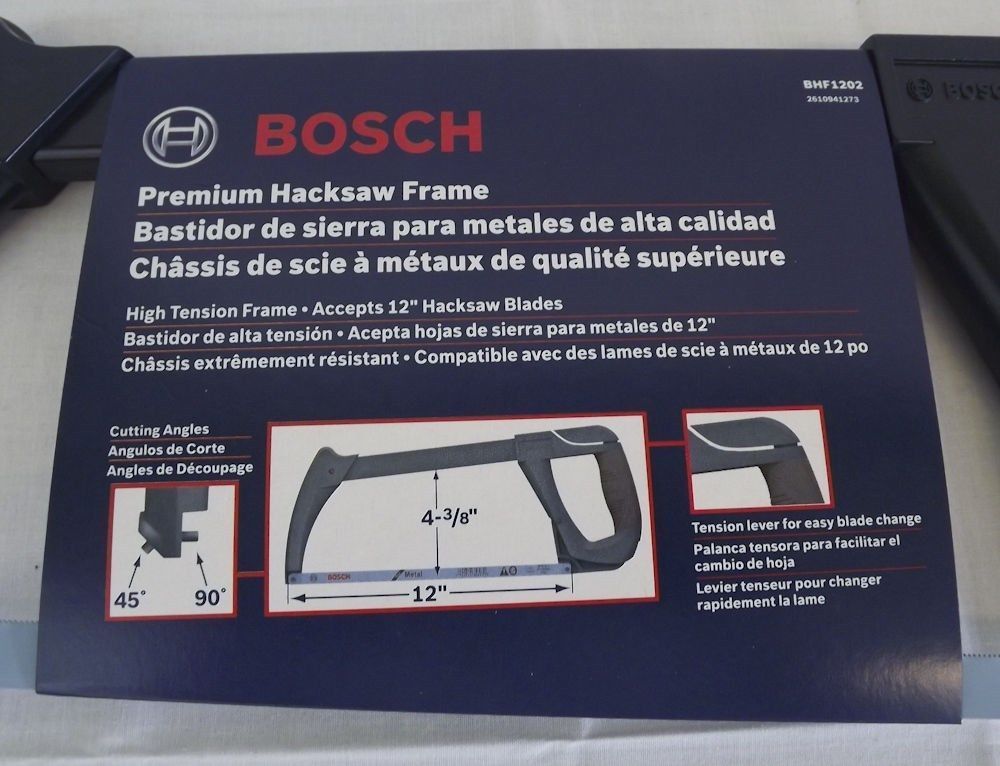 BHF1202
2610941273
BOSCH
BOSCH
Premium Hacksaw Frame
Bastidor de sierra para metales de alta calidad
Châssis de scie à métaux de qualité supérieure
High Tension Frame • Accepts 12" Hacksaw Blades
Bastidor de alta tensión • Acepta hojas de sierra para metales de 12"
Châssis extrêmement résistant • Compatible avec des lames de scie à métaux de 12 po
Cutting Angles
Angulos de Corte
Angles de Découpage
45°
90°
4-3/8"
BOSCH
Metal
12"
Tension lever for easy blade change
Palanca tensora para facilitar el
cambio de hoja
Levier tenseur pour changer
rapidement la lame